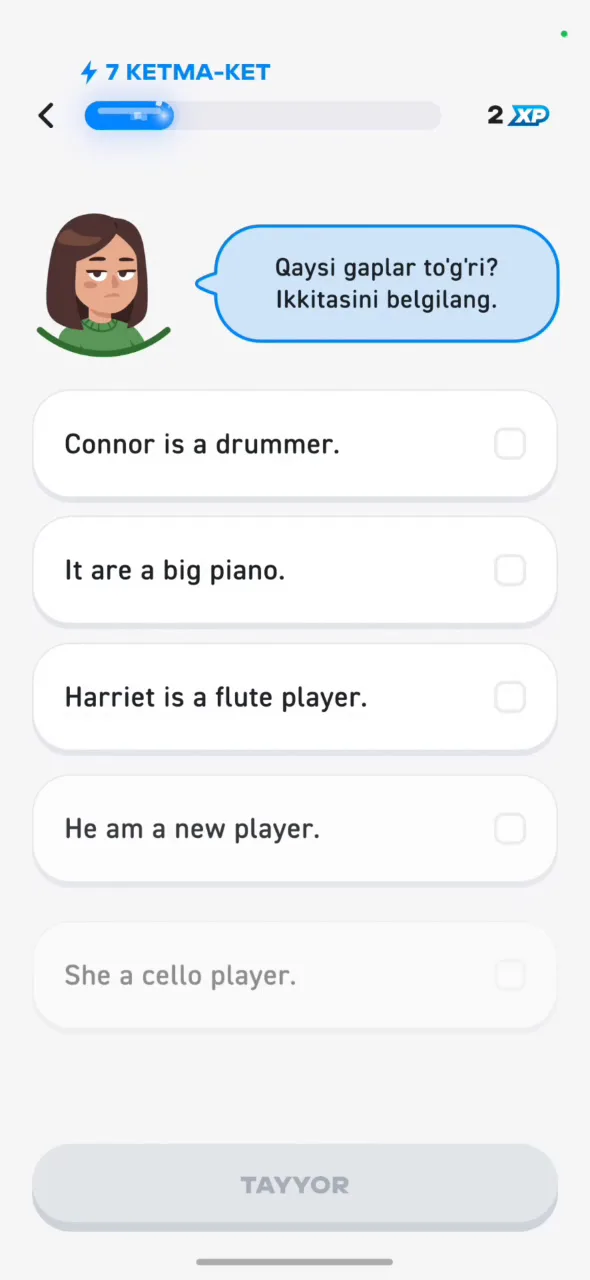 7 KETMA-KET
2 XP
Qaysi gaplar to'g'ri?
Ikkitasini belgilang.
Connor is a drummer.
It are a big piano.
Harriet is a flute player.
He am a new player.
She a cello player.
TAYYOR